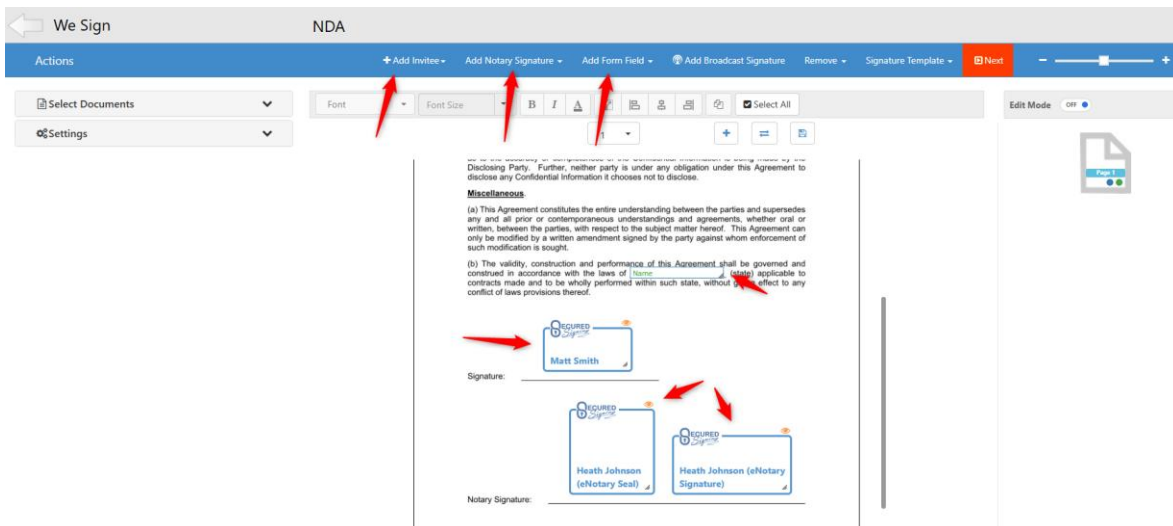 We Sign
NDA
Actions
Add Invitee
Add Notary Signature
Add Form Field
Add Broadcast Signature
Remove
Signature Template
Next
Select Documents
Font
Font Size
B I A
Select All
Edit Mode OFF
Settings
1
Page 1
Disclosing Party. Further, neither party is under any obligation under this Agreement to
disclose any Confidential Information it chooses not to disclose.
Miscellaneous.
(a) This Agreement constitutes the entire understanding between the parties and supersedes
any and all prior or contemporaneous understandings and agreements, whether oral or
written, between the parties, with respect to the subject matter hereof. This Agreement can
only be modified by a written amendment signed by the party against whom enforcement of
such modification is sought.
(b) The validity, construction and performance of this Agreement shall be governed and
construed in accordance with the laws of Name (state) applicable to
contracts made and to be wholly performed within such state, without effect to any
conflict of laws provisions thereof.
SECURED
Signing
Matt Smith
Signature:
SECURED
Signing
Heath Johnson
(eNotary Seal)
SECURED
Signing
Heath Johnson (eNotary
Signature)
Notary Signature: